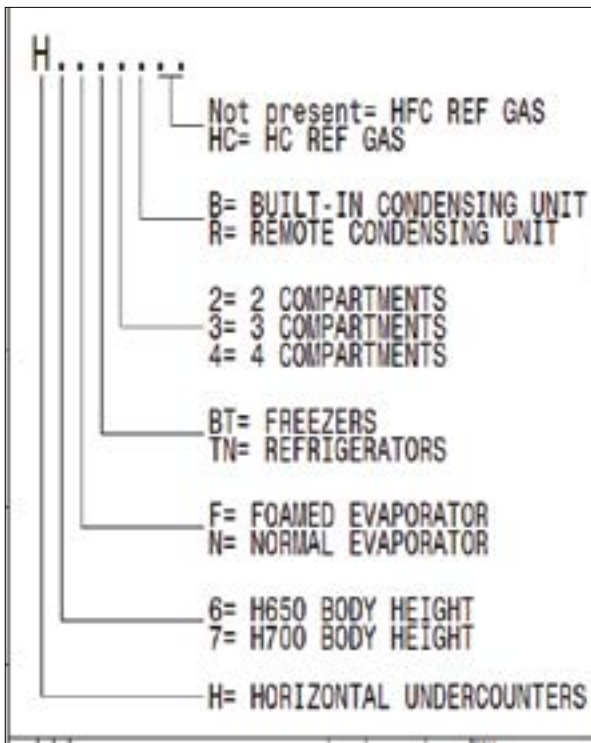 H......
Not present= HFC REF GAS
HC= HC REF GAS
B= BUILT-IN CONDENSING UNIT
R= REMOTE CONDENSING UNIT
2= 2 COMPARTMENTS
3= 3 COMPARTMENTS
4= 4 COMPARTMENTS
BT= FREEZERS
TN= REFRIGERATORS
F= FOAMED EVAPORATOR
N= NORMAL EVAPORATOR
6= H650 BODY HEIGHT
7= H700 BODY HEIGHT
H= HORIZONTAL UNDERCOUNTERS